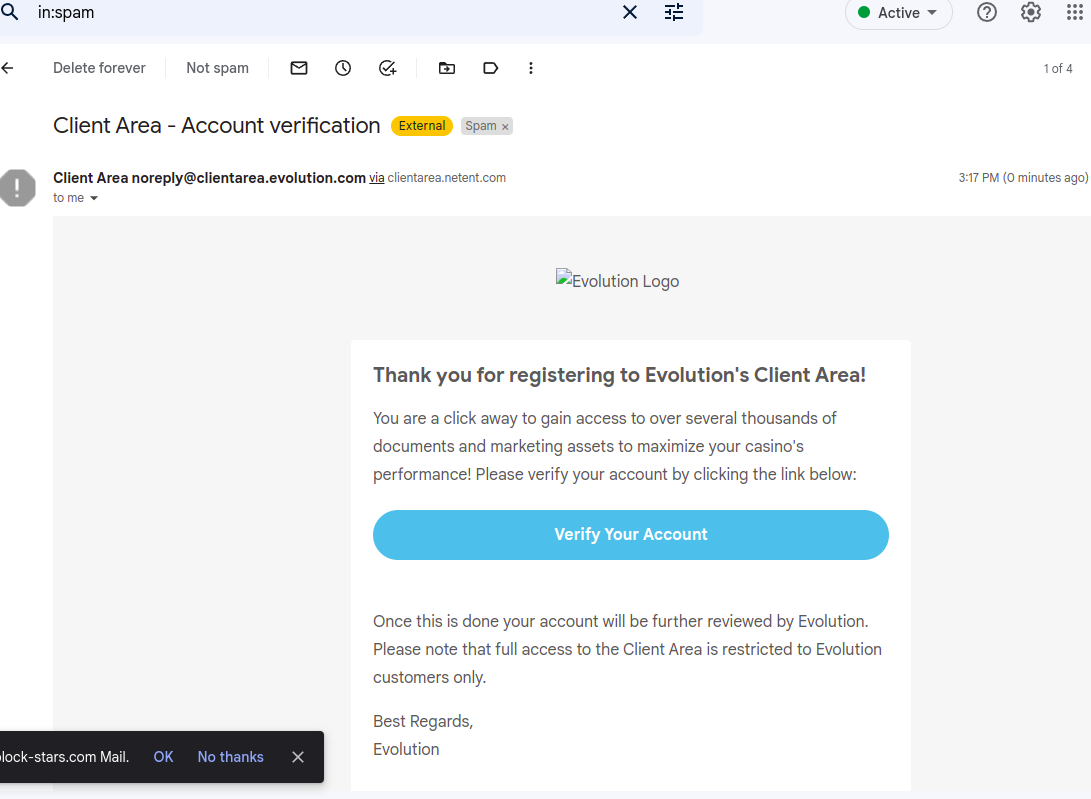 in:spam
Active
Delete forever
Not spam
1 of 4
Client Area - Account verification External Spam ×
Client Area noreply@clientarea.evolution.com via clientarea.netent.com
3:17 PM (0 minutes ago)
to me
Evolution Logo
Thank you for registering to Evolution's Client Area!
You are a click away to gain access to over several thousands of
documents and marketing assets to maximize your casino's
performance! Please verify your account by clicking the link below:
Verify Your Account
Once this is done your account will be further reviewed by Evolution.
Please note that full access to the Client Area is restricted to Evolution
customers only.
Best Regards,
Evolution
lock-stars.com Mail. OK No thanks